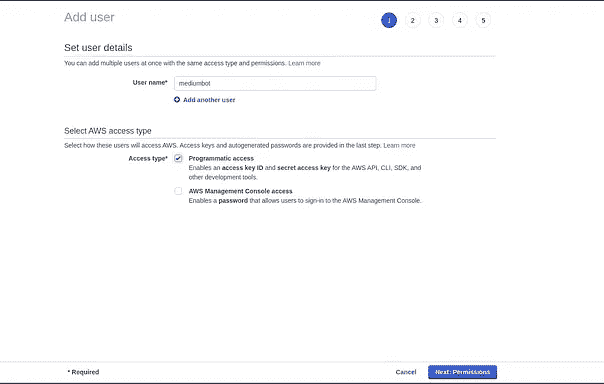 Add user
1 2 3 4 5
Set user details
You can add multiple users at once with the same access type and permissions. Learn more
User name* mediumbot
Add another user
Select AWS access type
Select how these users will access AWS. Access keys and autogenerated passwords are provided in the last step. Learn more
Access type* Programmatic access
Enables an access key ID and secret access key for the AWS API, CLI, SDK, and
other development tools.
AWS Management Console access
Enables a password that allows users to sign-in to the AWS Management Console.
* Required Cancel Next: Permissions